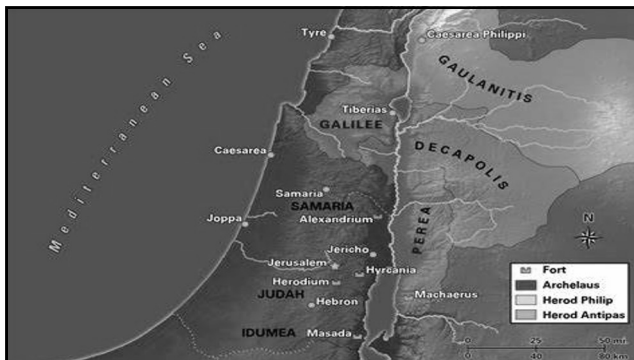 Mediterranean Sea
Tyre
Caesarea Philippi
GAULANITIS
Tiberias
GALILEE
DECAPOLIS
Caesarea
Samaria
SAMARIA
Alexandrium
Joppa
PEREA
Jericho
Jerusalem
Hyrcania
Herodium
JUDAH
Hebron
Machaerus
IDUMEA
Masada
N
Fort
Archelaus
Herod Philip
Herod Antipas
0 25 50 mi.
0 40 80 km